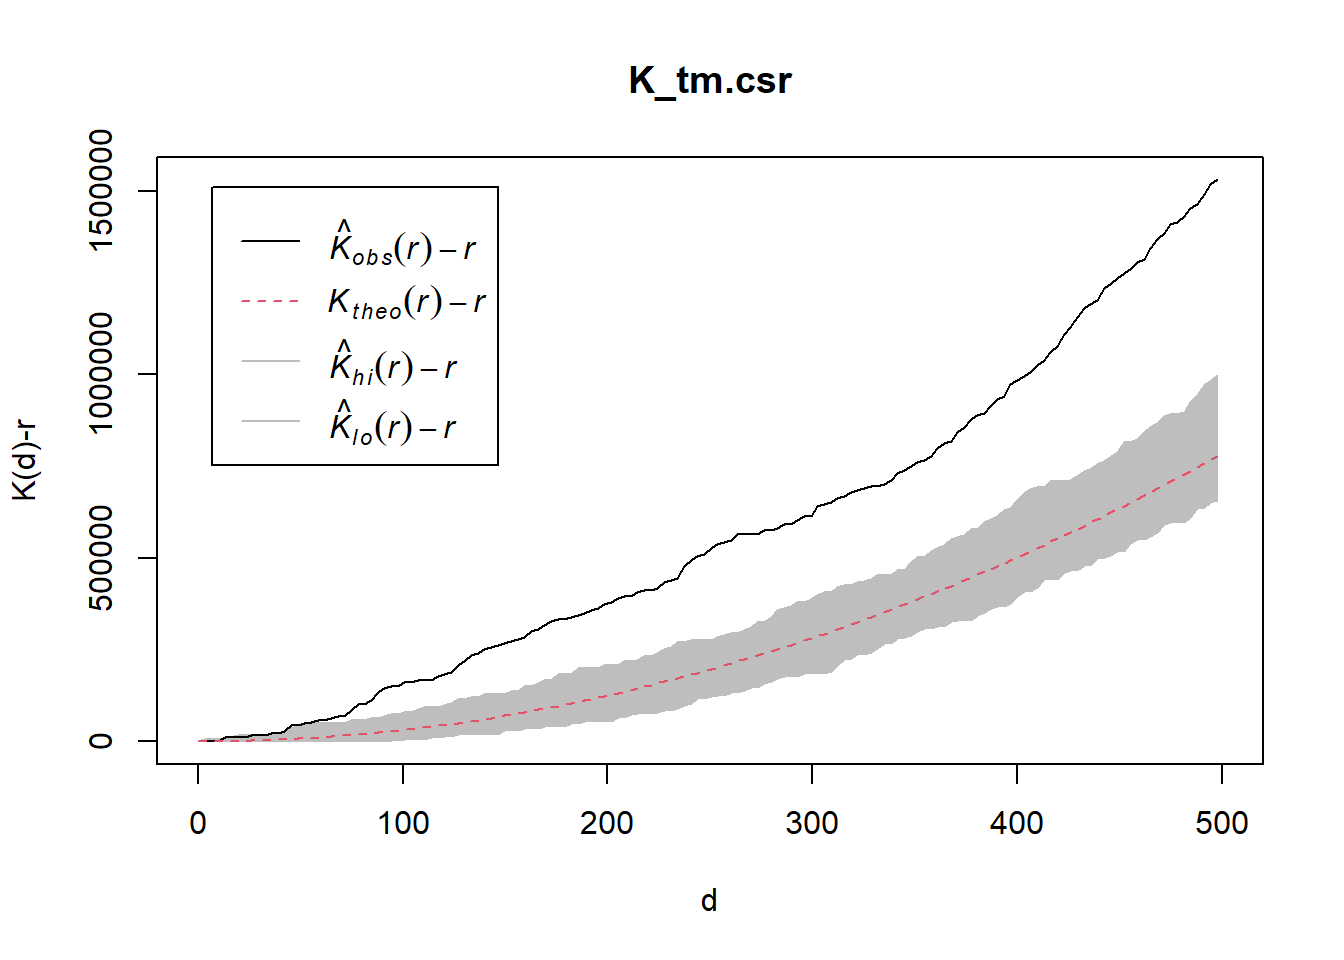 K_tm.csr
K̂obs(r) − r
Ktheo(r) − r
K̂hi(r) − r
K̂lo(r) − r
K(d)-r
0
500000
1000000
1500000
0 100 200 300 400 500
d